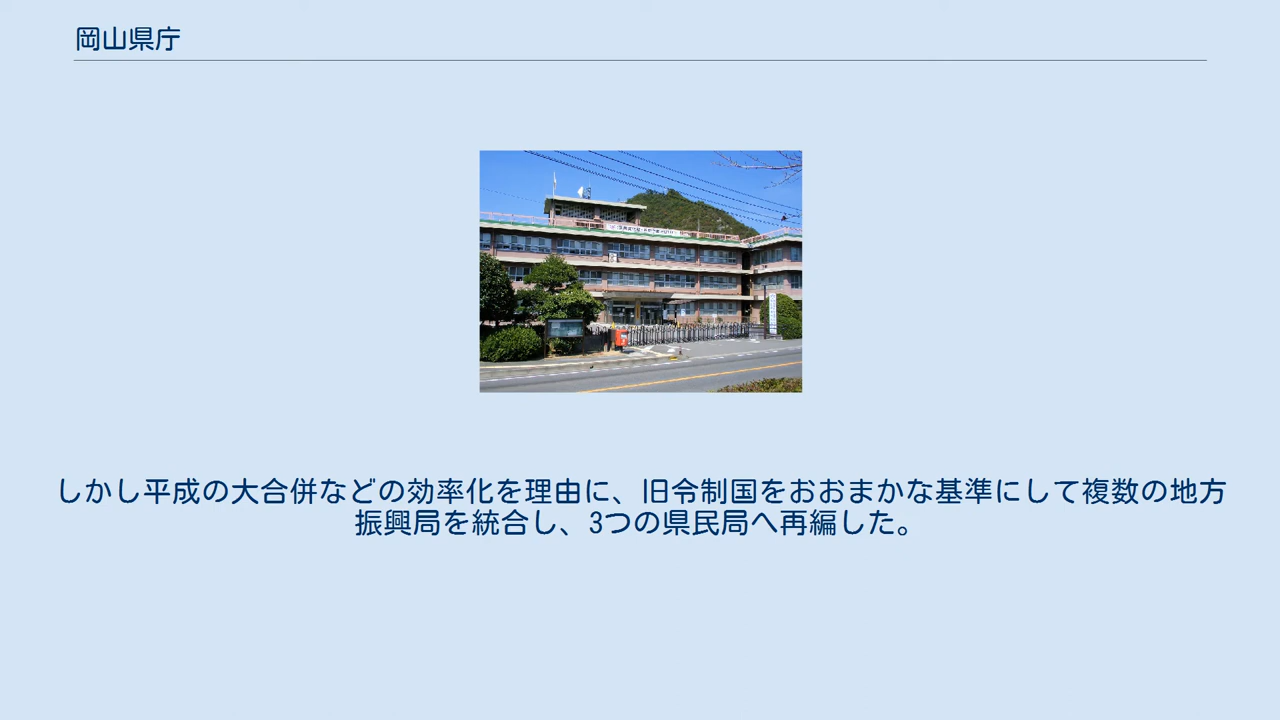 岡山県庁
しかし平成の大合併などの効率化を理由に、旧令制国をおおまかな基準にして複数の地方
振興局を統合し、3つの県民局へ再編した。